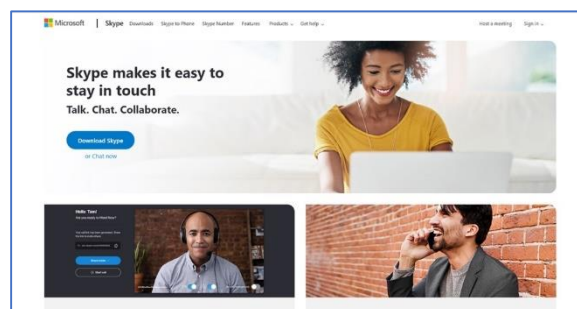 Microsoft | Skype Downloads Skype to Phone Skype Number Features Products Get help Host a meeting Sign in
Skype makes it easy to
stay in touch
Talk. Chat. Collaborate.
Download Skype
or Chat now
Hello Tom!